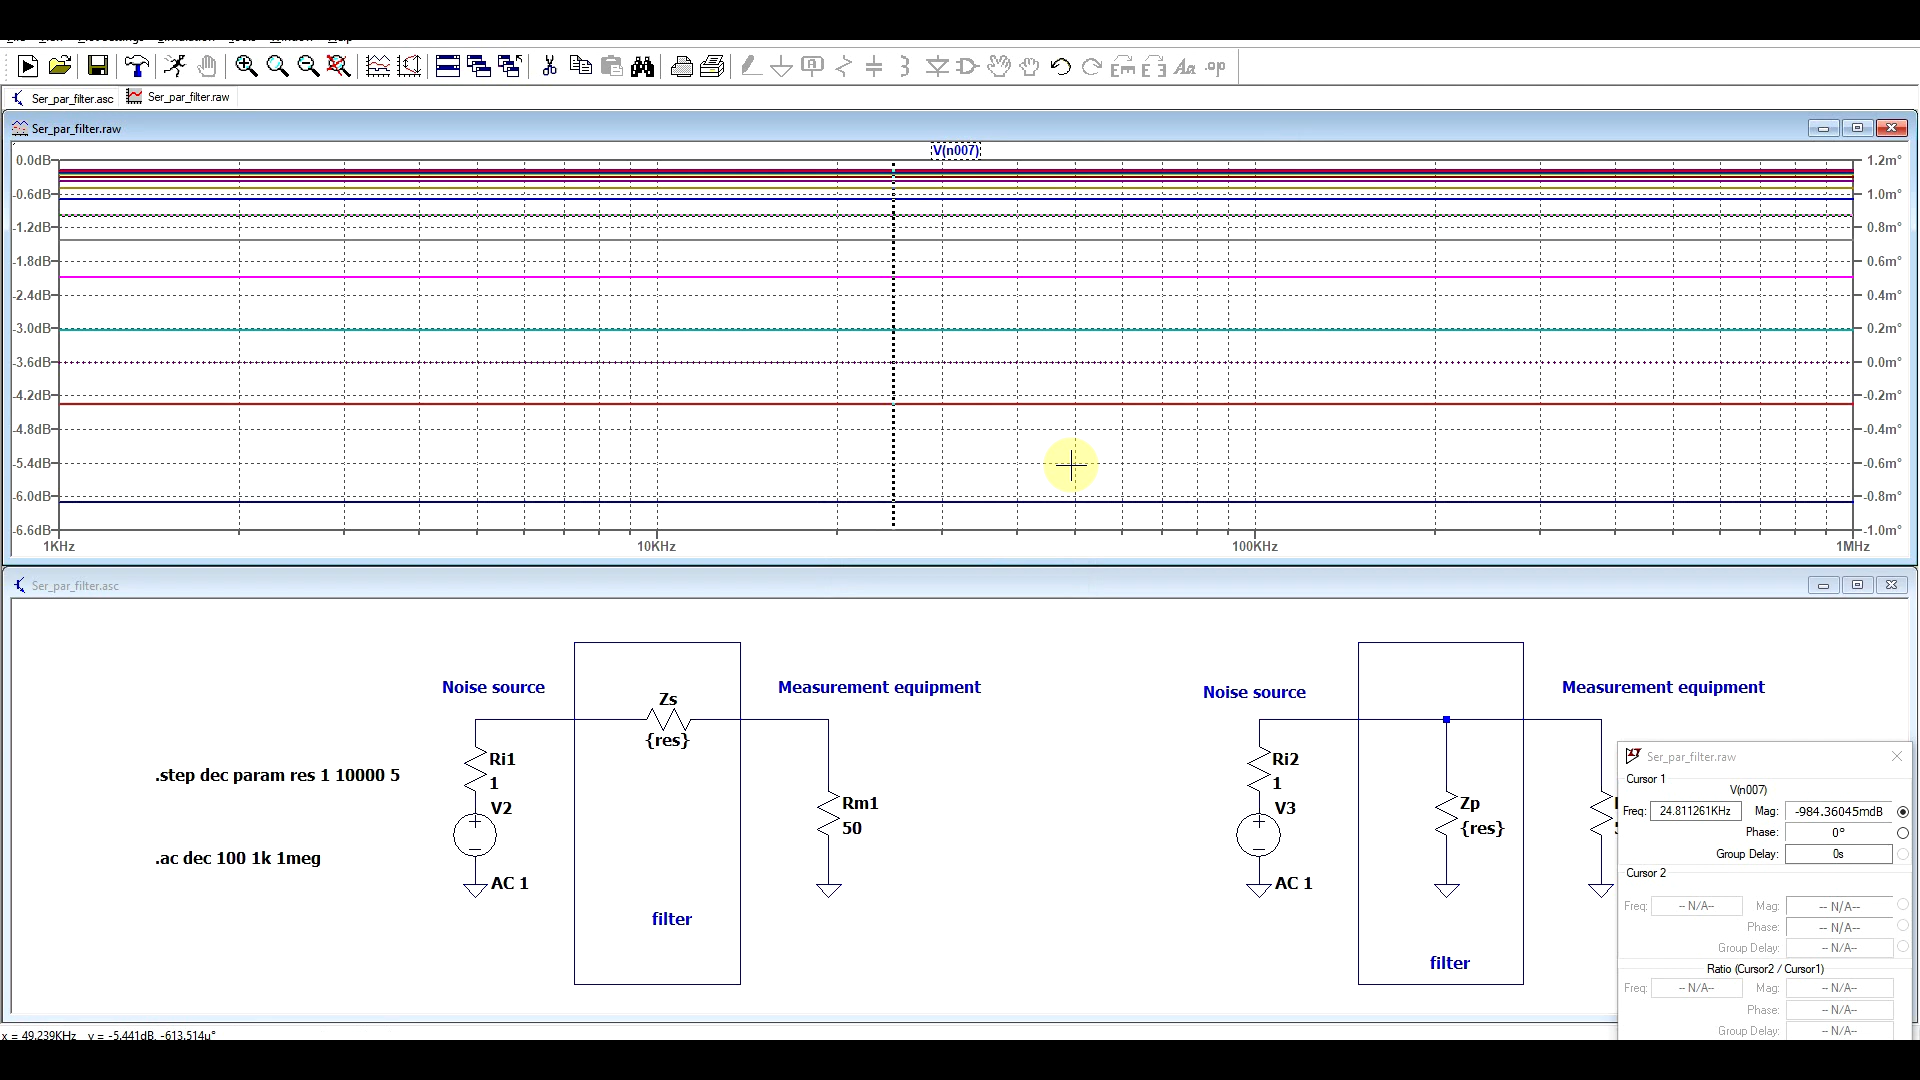 Ser_par_filter.asc Ser_par_filter.raw
Ser_par_filter.raw
V(n007)
0.0dB
-0.6dB
-1.2dB
-1.8dB
-2.4dB
-3.0dB
-3.6dB
-4.2dB
-4.8dB
-5.4dB
-6.0dB
-6.6dB
1.2m°
1.0m°
0.8m°
0.6m°
0.4m°
0.2m°
0.0m°
-0.2m°
-0.4m°
-0.6m°
-0.8m°
-1.0m°
1KHz 10KHz 100KHz 1MHz
Ser_par_filter.asc
Noise source
Measurement equipment
Zs
{res}
Ri1
1
V2
AC 1
Rm1
50
filter
.step dec param res 1 10000 5
.ac dec 100 1k 1meg
Noise source
Measurement equipment
Ri2
1
V3
AC 1
Zp
{res}
filter
Ser_par_filter.raw
Cursor 1
V(n007)
Freq: 24.811261KHz Mag: -984.36045mdB
Phase: 0°
Group Delay: 0s
Cursor 2
Freq: -- N/A-- Mag: -- N/A--
Phase: -- N/A--
Group Delay: -- N/A--
Ratio (Cursor2 / Cursor1)
Freq: -- N/A-- Mag: -- N/A--
Phase: -- N/A--
Group Delay: -- N/A--
x = 49.239KHz y = -5.441dB, -613.514u°